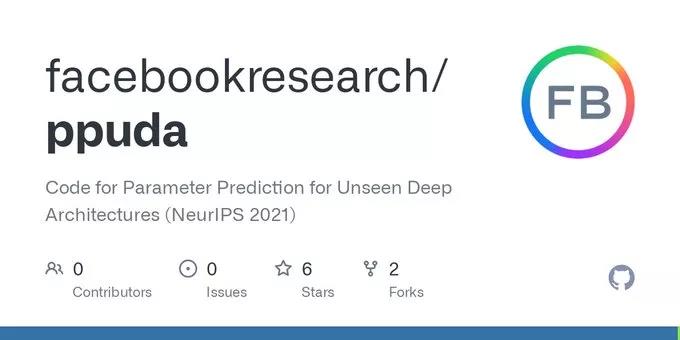 facebookresearch/
ppuda
FB
Code for Parameter Prediction for Unseen Deep
Architectures (NeurIPS 2021)
0 0 6 2
Contributors Issues Stars Forks